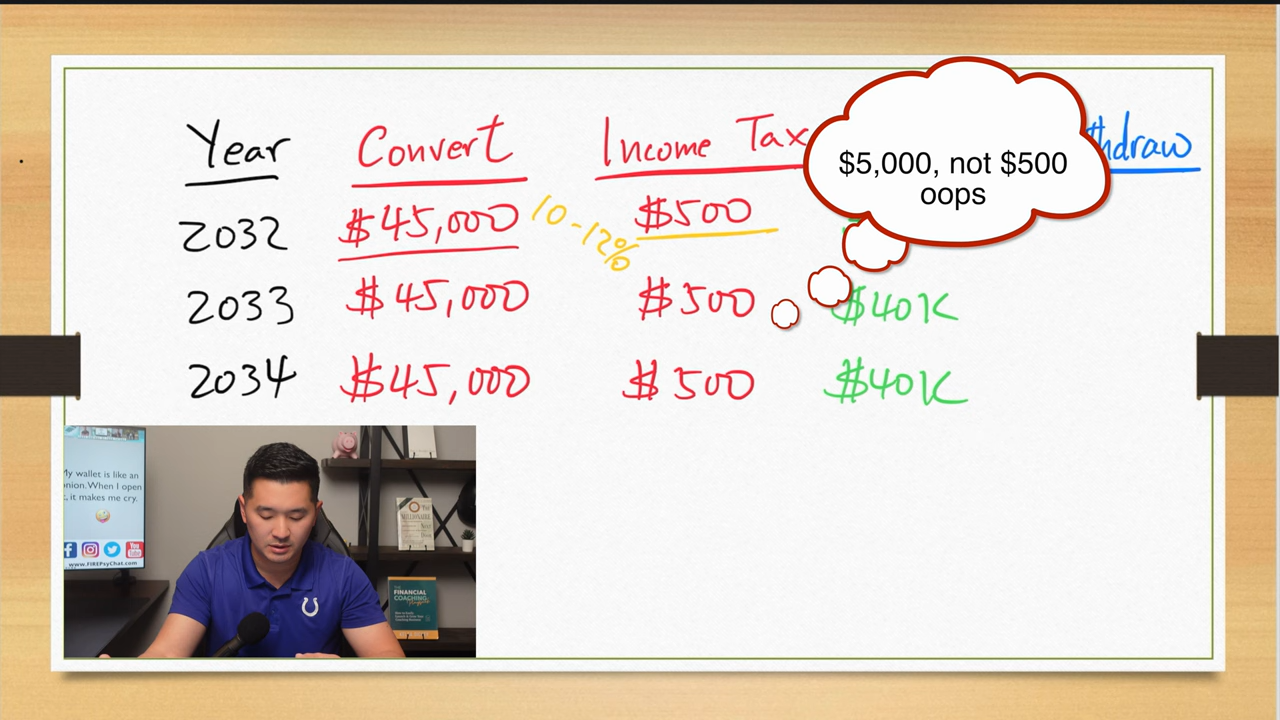 Year Convert Income Tax
$5,000, not $500
oops
2032 $45,000 10-12% $500
2033 $45,000 $500 $40K
2034 $45,000 $500 $40K
My wallet is like an
onion. When I open
it, it makes me cry.
www.FIREPsyChat.com
FINANCIAL
COACHING